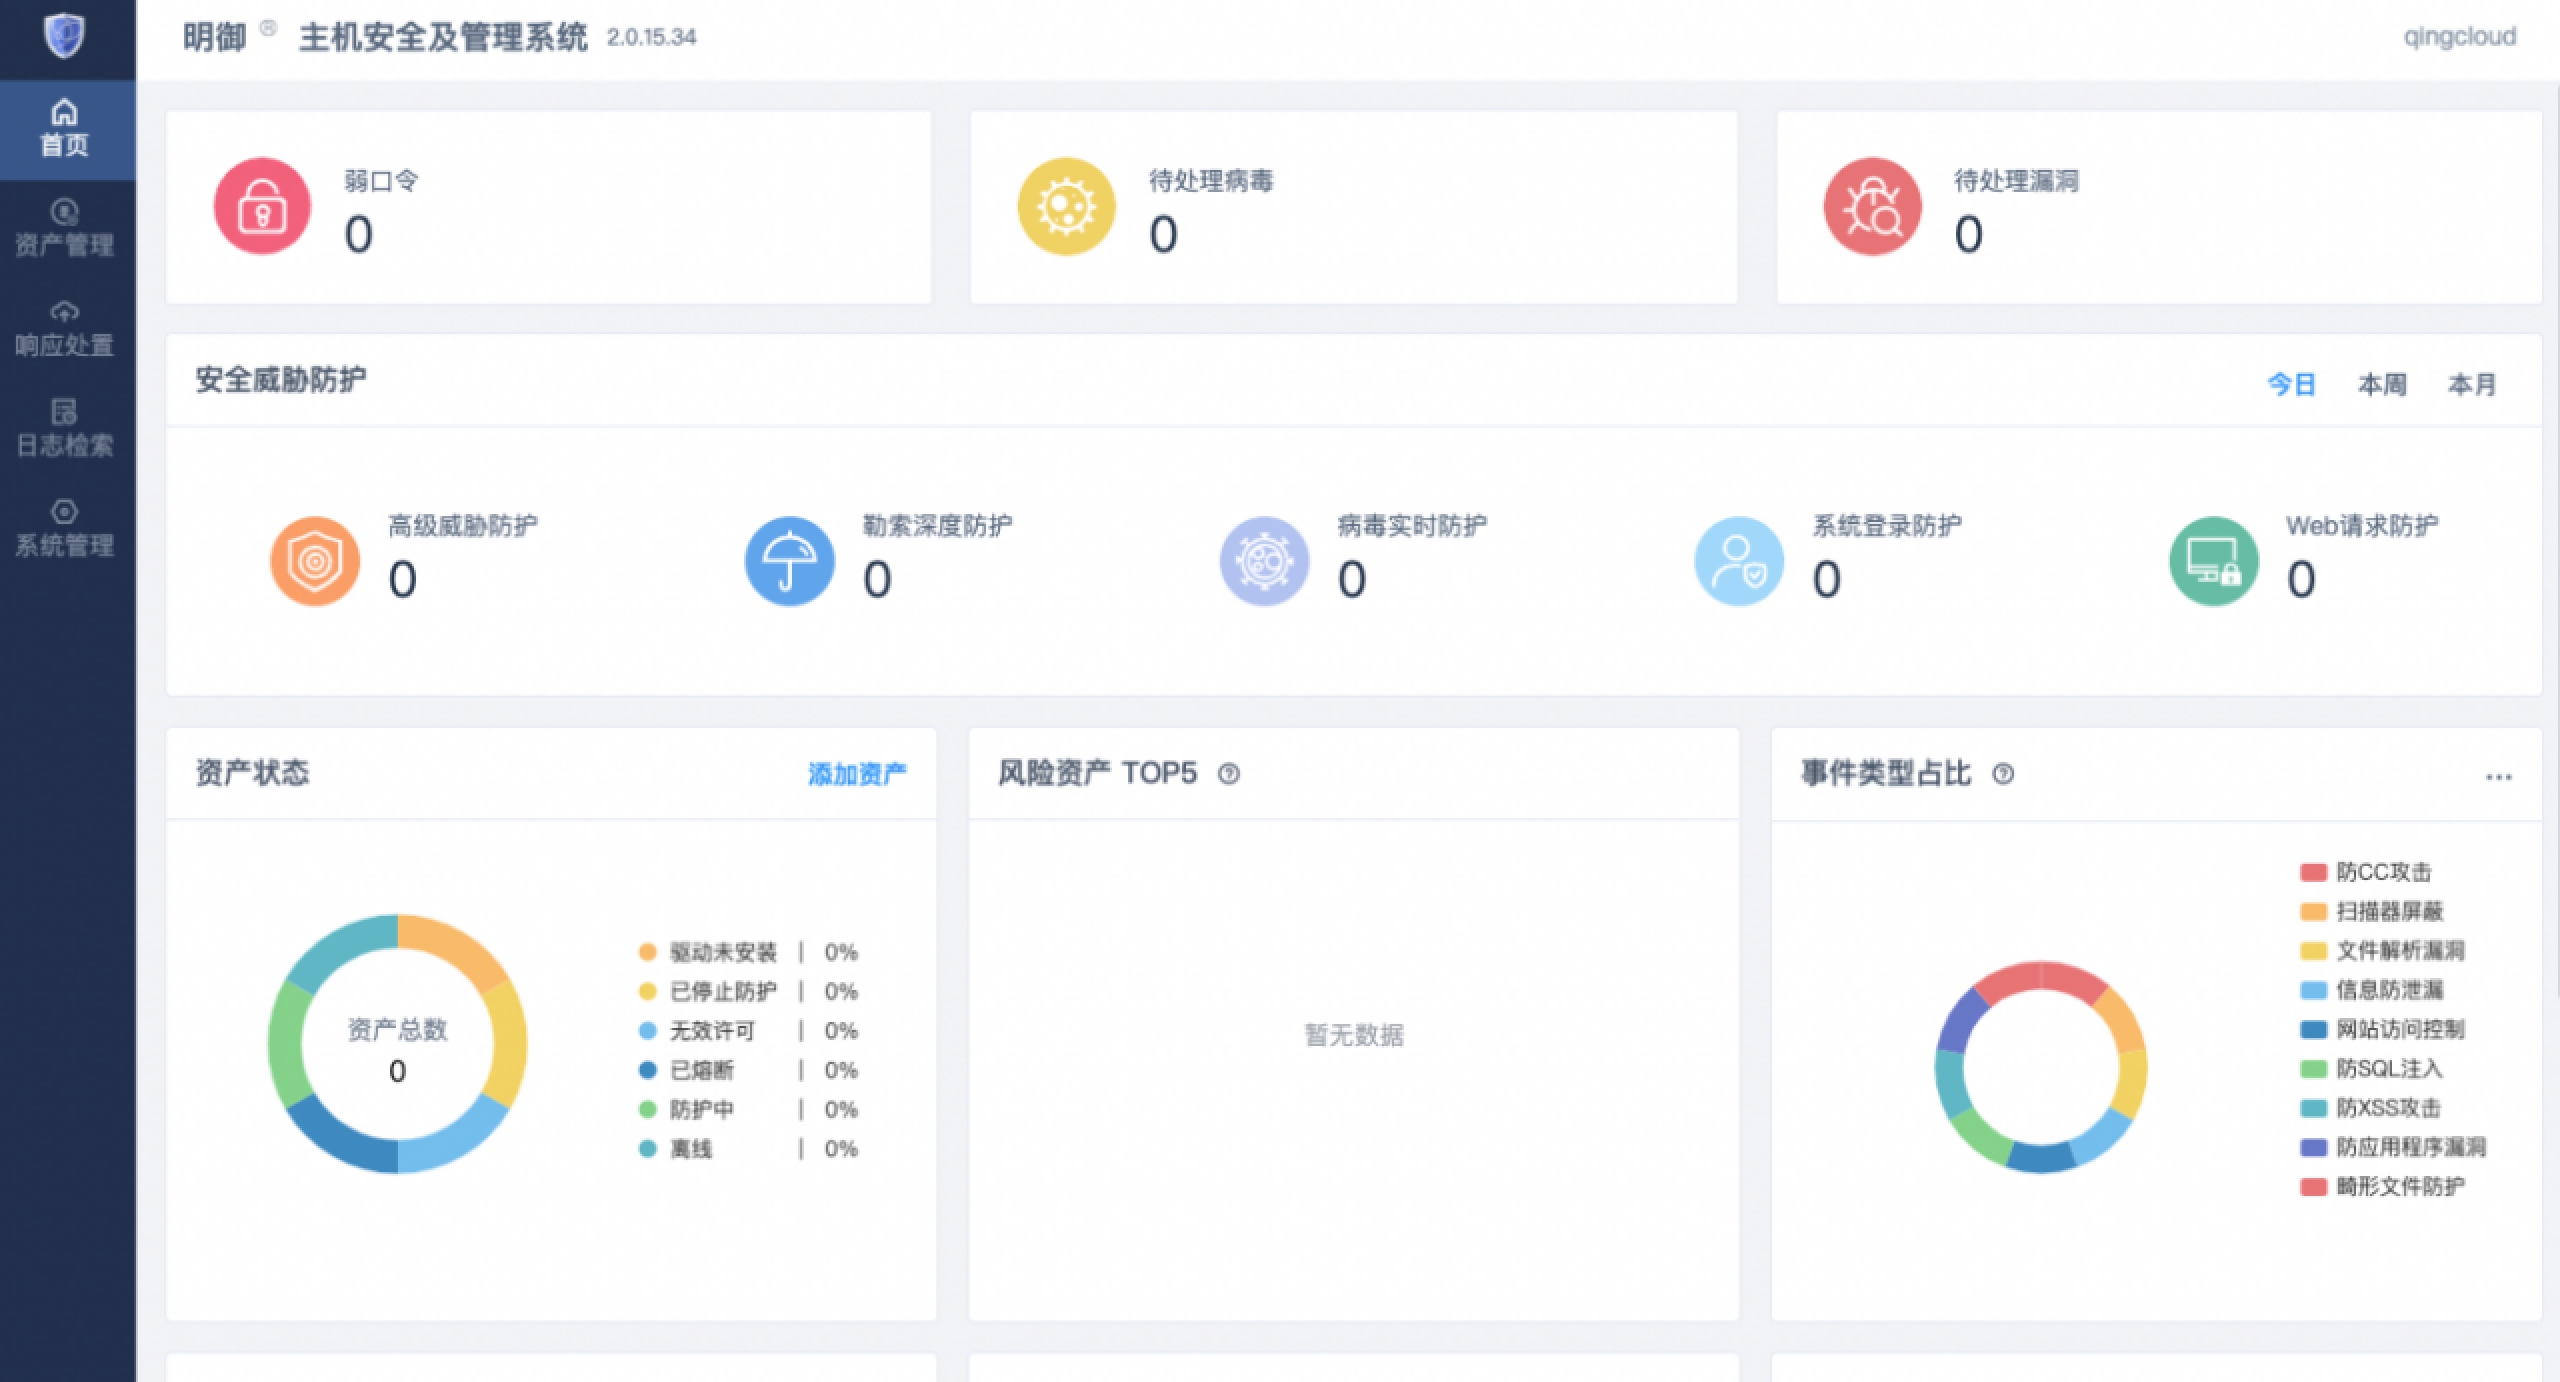 明御 ® 主机安全及管理系统 2.0.15.34
qingcloud
首页
资产管理
响应处置
日志检索
系统管理
弱口令
0
待处理病毒
0
待处理漏洞
0
安全威胁防护
今日 本周 本月
高级威胁防护
0
勒索深度防护
0
病毒实时防护
0
系统登录防护
0
Web请求防护
0
资产状态
添加资产
资产总数
0
驱动未安装 | 0%
已停止防护 | 0%
无效许可 | 0%
已熔断 | 0%
防护中 | 0%
离线 | 0%
风险资产 TOP5
暂无数据
事件类型占比
防CC攻击
扫描器屏蔽
文件解析漏洞
信息防泄漏
网站访问控制
防SQL注入
防XSS攻击
防应用程序漏洞
畸形文件防护